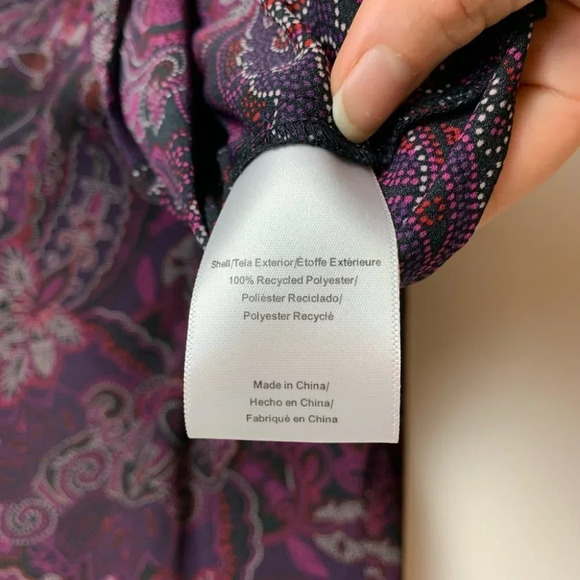 Shell/Tela Exterior/Étoffe Extérieure
100% Recycled Polyester/
Poliéster Reciclado/
Polyester Recyclé
Made in China/
Hecho en China/
Fabriqué en China